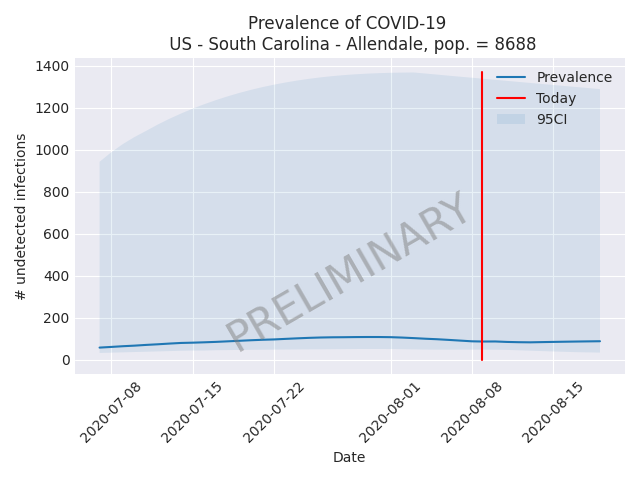 Prevalence of COVID-19
US - South Carolina - Allendale, pop. = 8688
1400
1200
1000
800
600
400
200
0
# undetected infections
Prevalence
Today
95CI
PRELIMINARY
2020-07-08
2020-07-15
2020-07-22
2020-08-01
2020-08-08
2020-08-15
Date